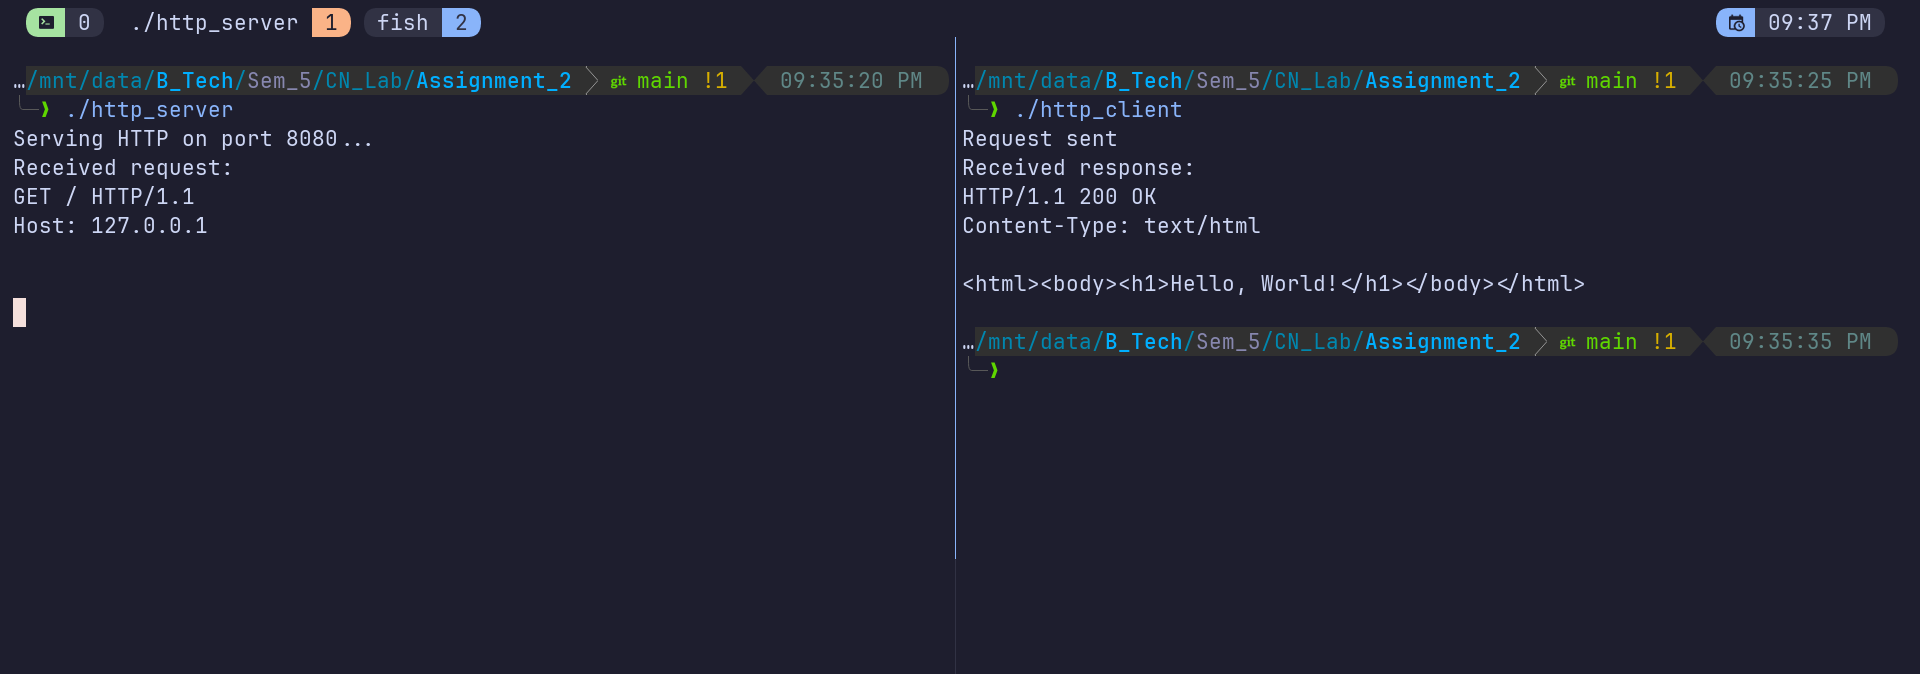 0 ./http_server 1 fish 2 09:37 PM
…/mnt/data/B_Tech/Sem_5/CN_Lab/Assignment_2 git main !1 09:35:20 PM
❯ ./http_server
Serving HTTP on port 8080...
Received request:
GET / HTTP/1.1
Host: 127.0.0.1
…/mnt/data/B_Tech/Sem_5/CN_Lab/Assignment_2 git main !1 09:35:25 PM
❯ ./http_client
Request sent
Received response:
HTTP/1.1 200 OK
Content-Type: text/html
<html><body><h1>Hello, World!</h1></body></html>
…/mnt/data/B_Tech/Sem_5/CN_Lab/Assignment_2 git main !1 09:35:35 PM
❯